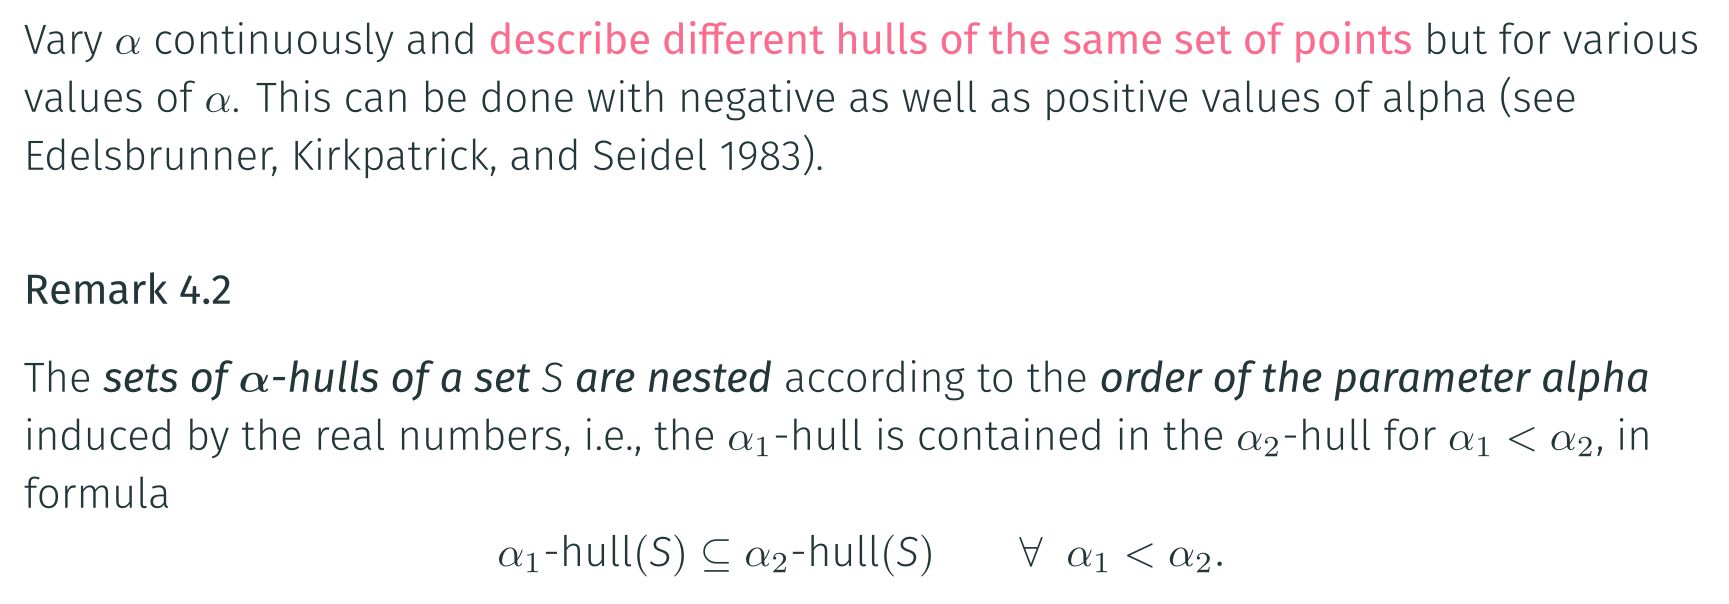 Vary α continuously and describe different hulls of the same set of points but for various
values of α. This can be done with negative as well as positive values of alpha (see
Edelsbrunner, Kirkpatrick, and Seidel 1983).
Remark 4.2
The sets of α-hulls of a set S are nested according to the order of the parameter alpha
induced by the real numbers, i.e., the α₁-hull is contained in the α₂-hull for α₁ < α₂, in
formula
α₁-hull(S) ⊆ α₂-hull(S) ∀ α₁ < α₂.